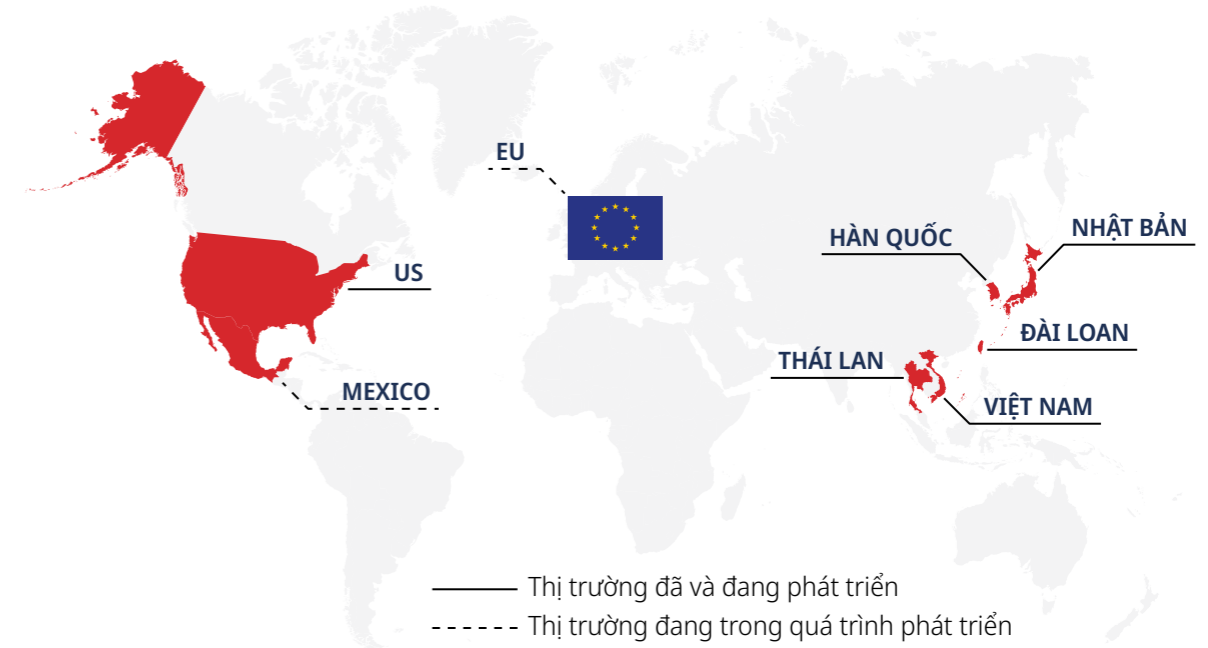 EU
HÀN QUỐC
NHẬT BẢN
US
ĐÀI LOAN
THÁI LAN
MEXICO
VIỆT NAM
Thị trường đã và đang phát triển
Thị trường đang trong quá trình phát triển